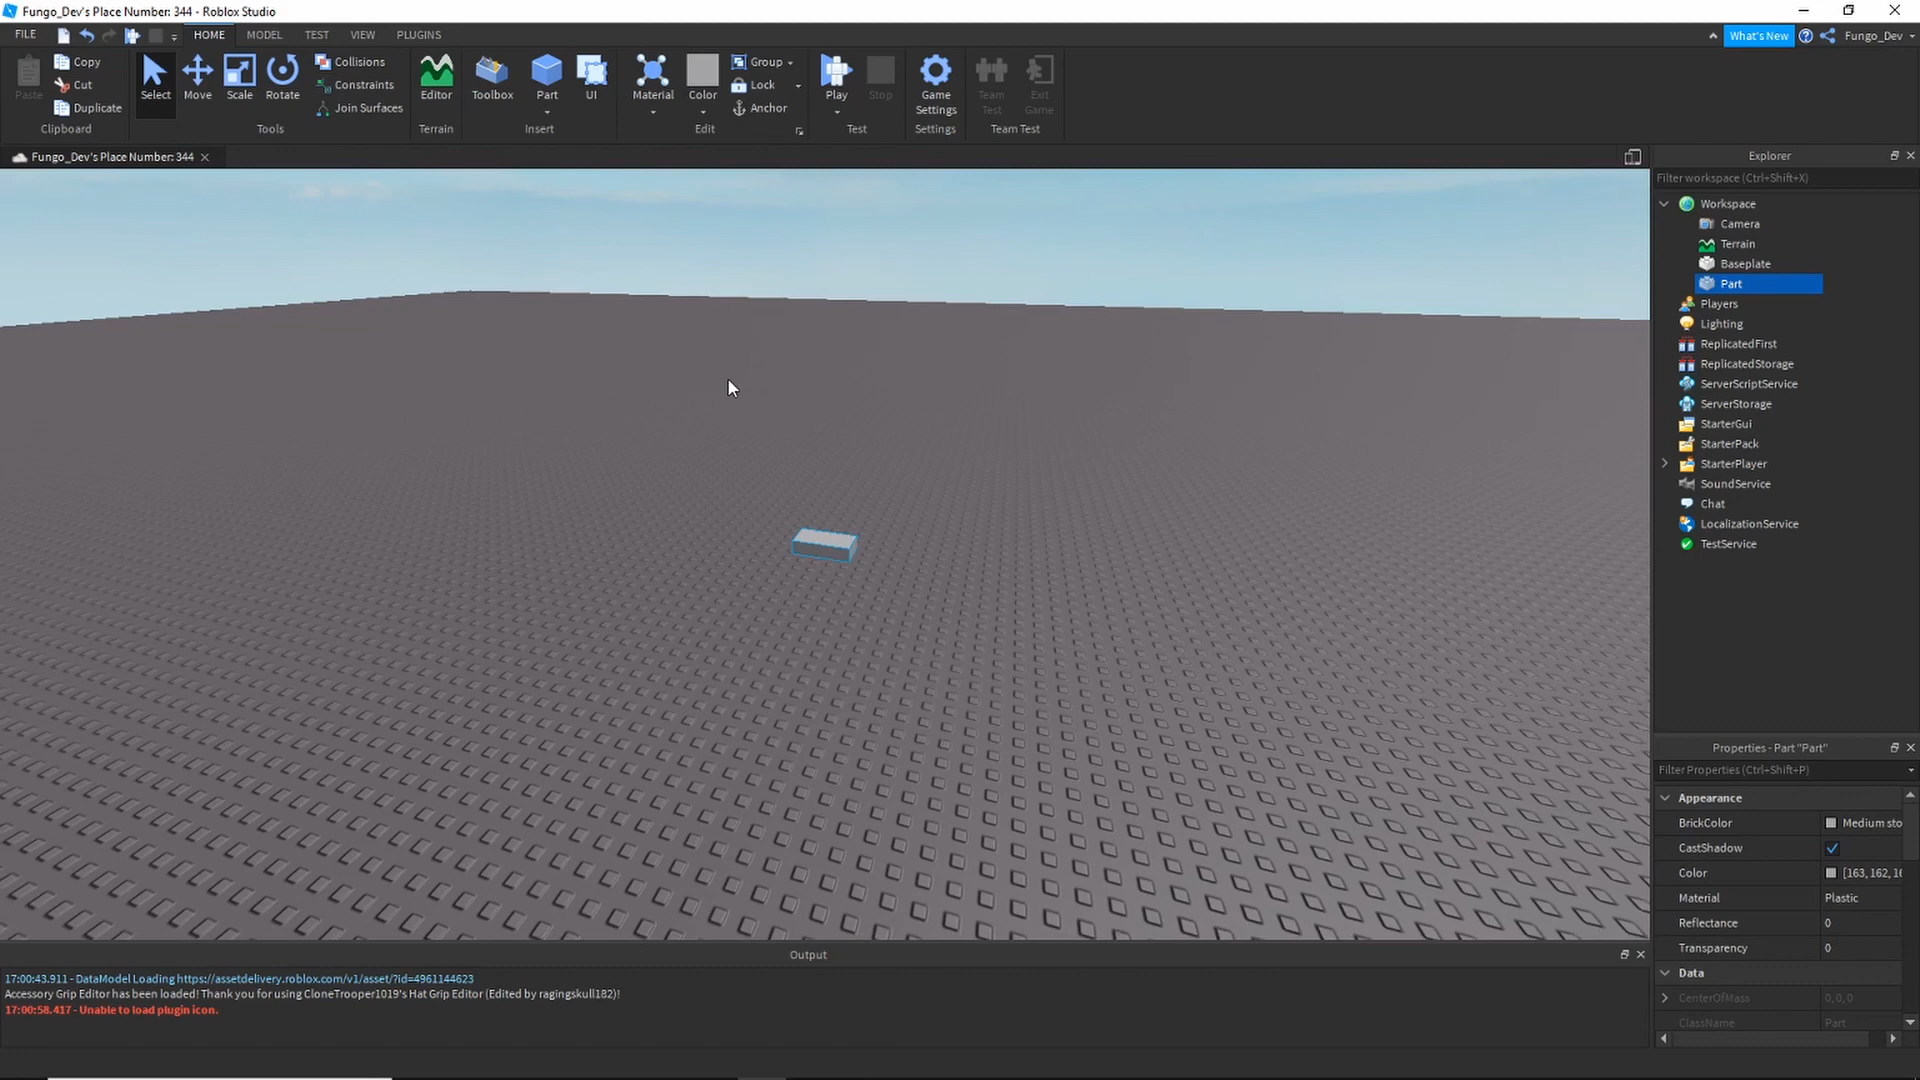 Fungo_Dev's Place Number: 344 - Roblox Studio
FILE HOME MODEL TEST VIEW PLUGINS What's New Fungo_Dev
Paste Copy Cut Duplicate
Select Move Scale Rotate Collisions Constraints Join Surfaces
Editor Toolbox Part UI Material Color Group Lock Anchor
Play Stop Game Settings Team Test Exit Game
Clipboard Tools Terrain Insert Edit Test Settings Team Test
Fungo_Dev's Place Number: 344
Explorer
Filter workspace (Ctrl+Shift+X)
Workspace
Camera
Terrain
Baseplate
Part
Players
Lighting
ReplicatedFirst
ReplicatedStorage
ServerScriptService
ServerStorage
StarterGui
StarterPack
StarterPlayer
SoundService
Chat
LocalizationService
TestService
Properties - Part "Part"
Filter Properties (Ctrl+Shift+P)
Appearance
BrickColor Medium sto
CastShadow
Color [163, 162, 16
Material Plastic
Reflectance 0
Transparency 0
Data
CenterOfMass 0, 0, 0
ClassName Part
Output
17:00:43.911 - DataModel Loading https://assetdelivery.roblox.com/v1/asset/?id=4961144623
Accessory Grip Editor has been loaded! Thank you for using CloneTrooper1019's Hat Grip Editor (Edited by ragingskull182)!
17:00:58.417 - Unable to load plugin icon.